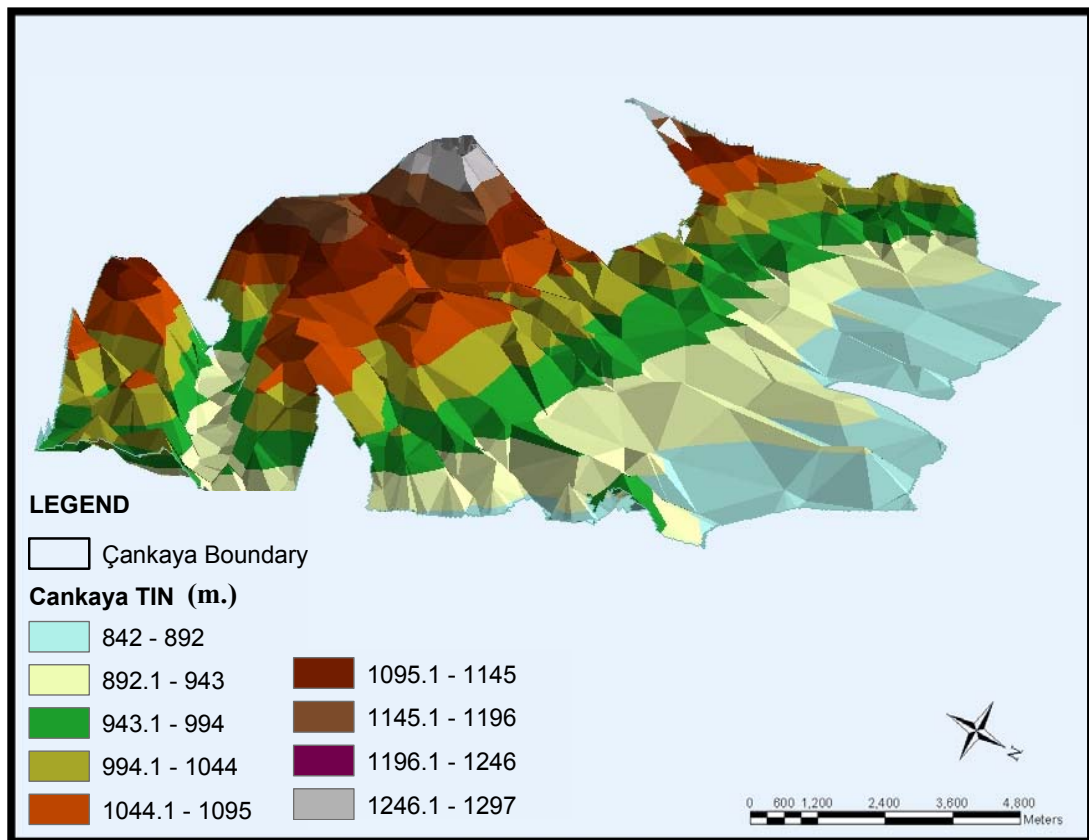 LEGEND
Çankaya Boundary
Cankaya TIN (m.)
842 - 892
892.1 - 943
943.1 - 994
994.1 - 1044
1044.1 - 1095
1095.1 - 1145
1145.1 - 1196
1196.1 - 1246
1246.1 - 1297
N
0 600 1,200 2,400 3,600 4,800
Meters